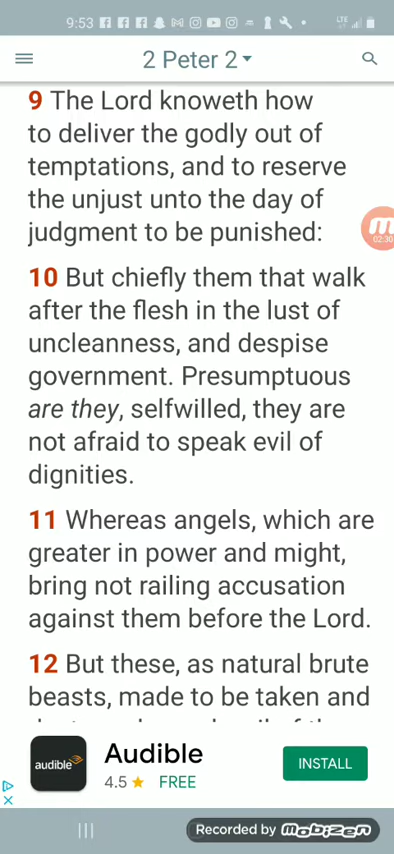 9:53
LTE
2 Peter 2
9 The Lord knoweth how
to deliver the godly out of
temptations, and to reserve
the unjust unto the day of
judgment to be punished:
02:30
10 But chiefly them that walk
after the flesh in the lust of
uncleanness, and despise
government. Presumptuous
are they, selfwilled, they are
not afraid to speak evil of
dignities.
11 Whereas angels, which are
greater in power and might,
bring not railing accusation
against them before the Lord.
12 But these, as natural brute
beasts, made to be taken and
audible
Audible
4.5 ★ FREE
INSTALL
Recorded by mobizen